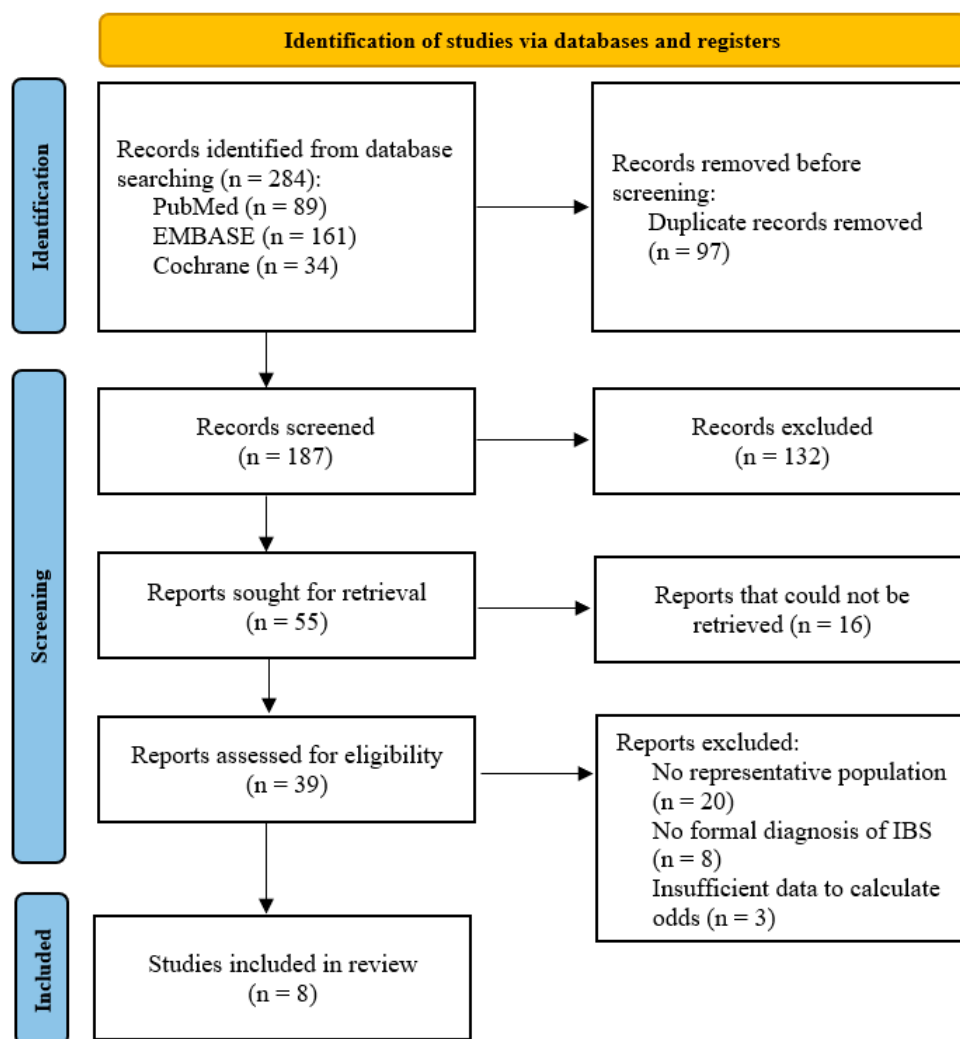 Identification of studies via databases and registers
Identification
Records identified from database
searching (n = 284):
PubMed (n = 89)
EMBASE (n = 161)
Cochrane (n = 34)
Records removed before
screening:
Duplicate records removed
(n = 97)
Screening
Records screened
(n = 187)
Records excluded
(n = 132)
Reports sought for retrieval
(n = 55)
Reports that could not be
retrieved (n = 16)
Reports assessed for eligibility
(n = 39)
Reports excluded:
No representative population
(n = 20)
No formal diagnosis of IBS
(n = 8)
Insufficient data to calculate
odds (n = 3)
Included
Studies included in review
(n = 8)